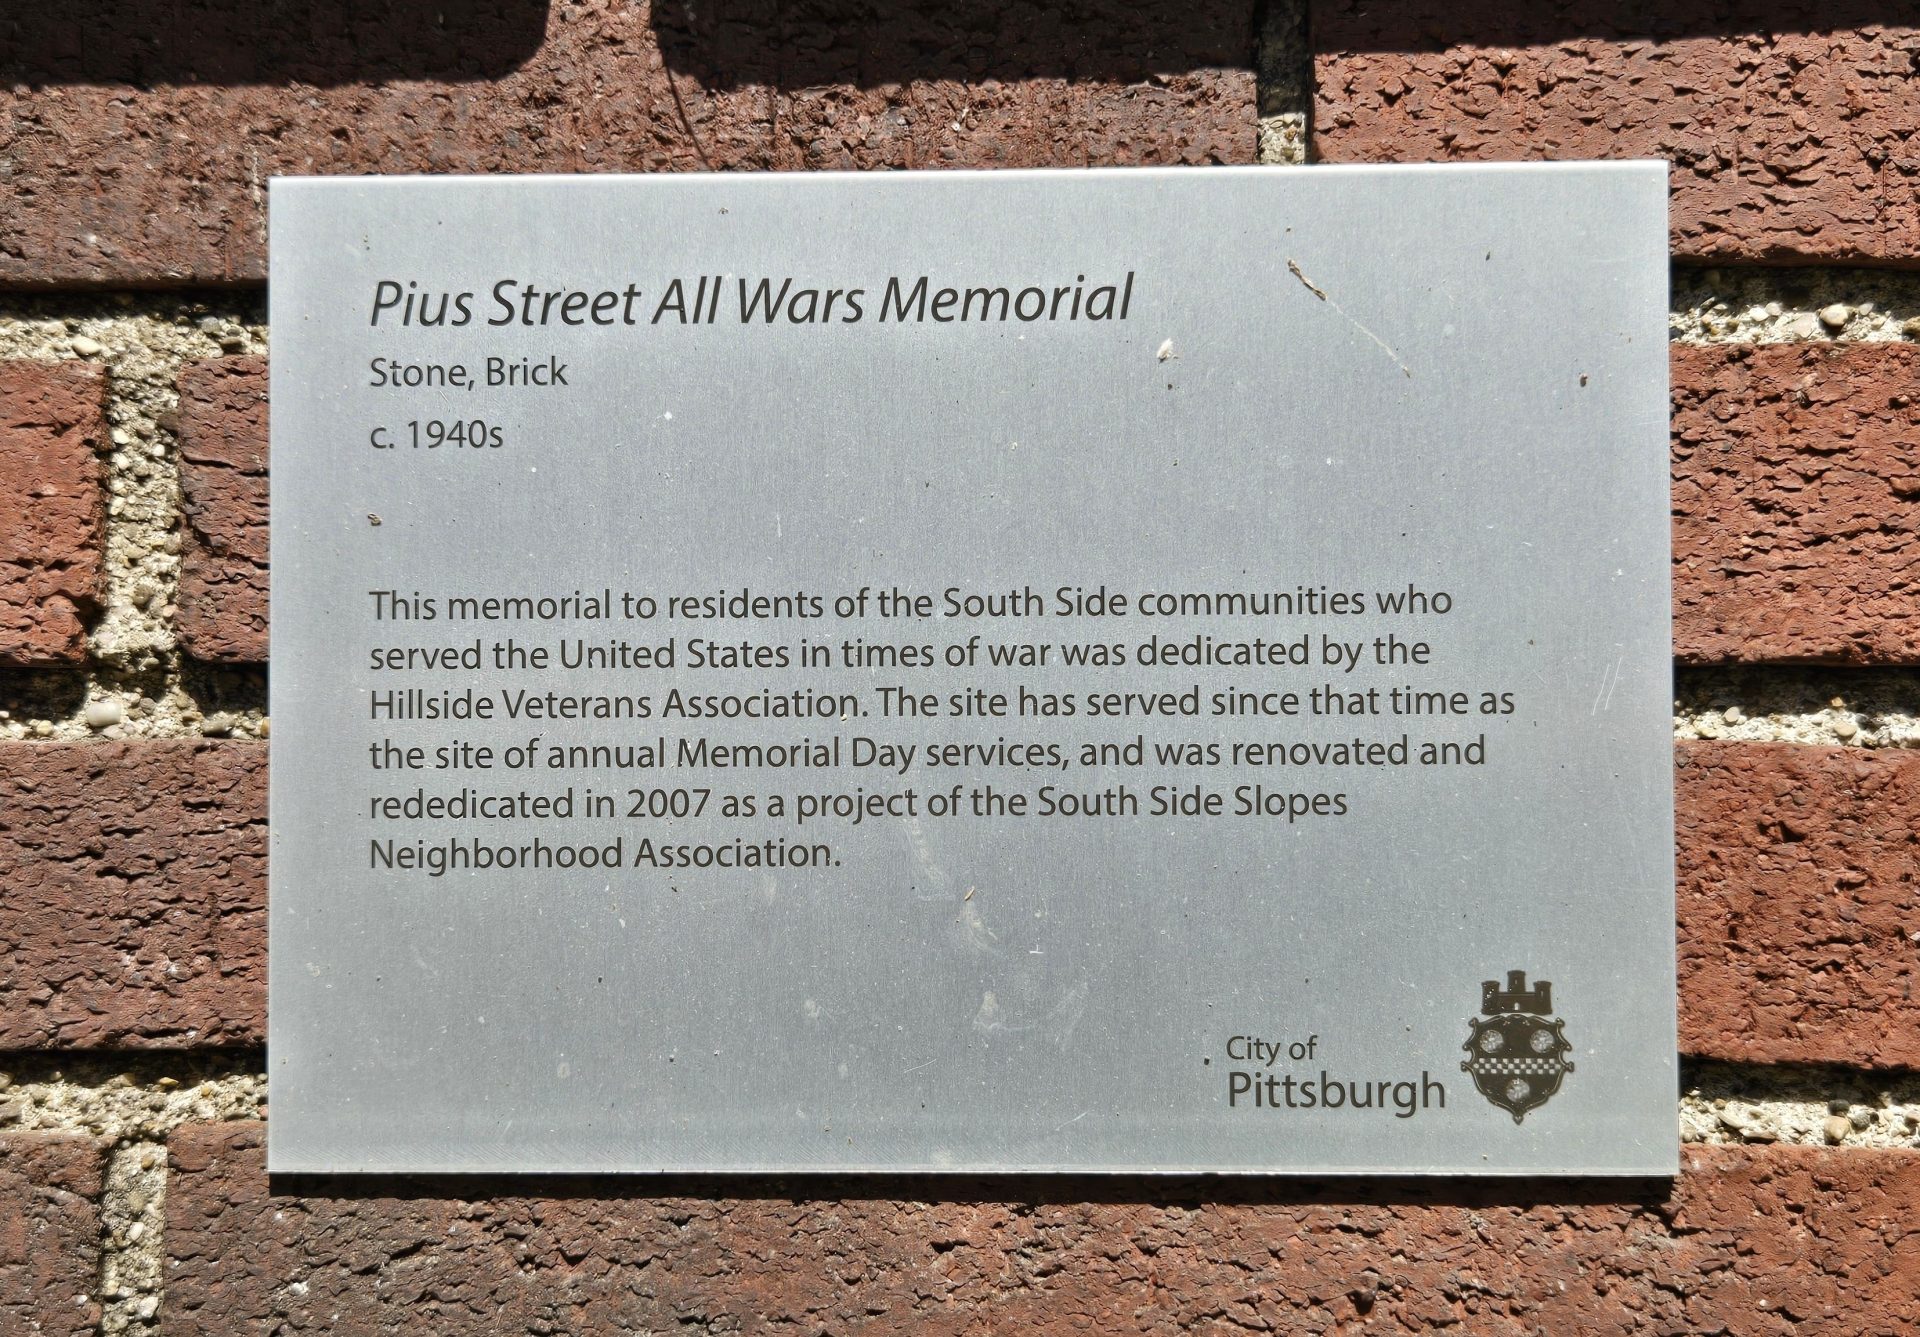 Pius Street All Wars Memorial
Stone, Brick
c. 1940s
This memorial to residents of the South Side communities who
served the United States in times of war was dedicated by the
Hillside Veterans Association. The site has served since that time as
the site of annual Memorial Day services, and was renovated and
rededicated in 2007 as a project of the South Side Slopes
Neighborhood Association.
City of
Pittsburgh